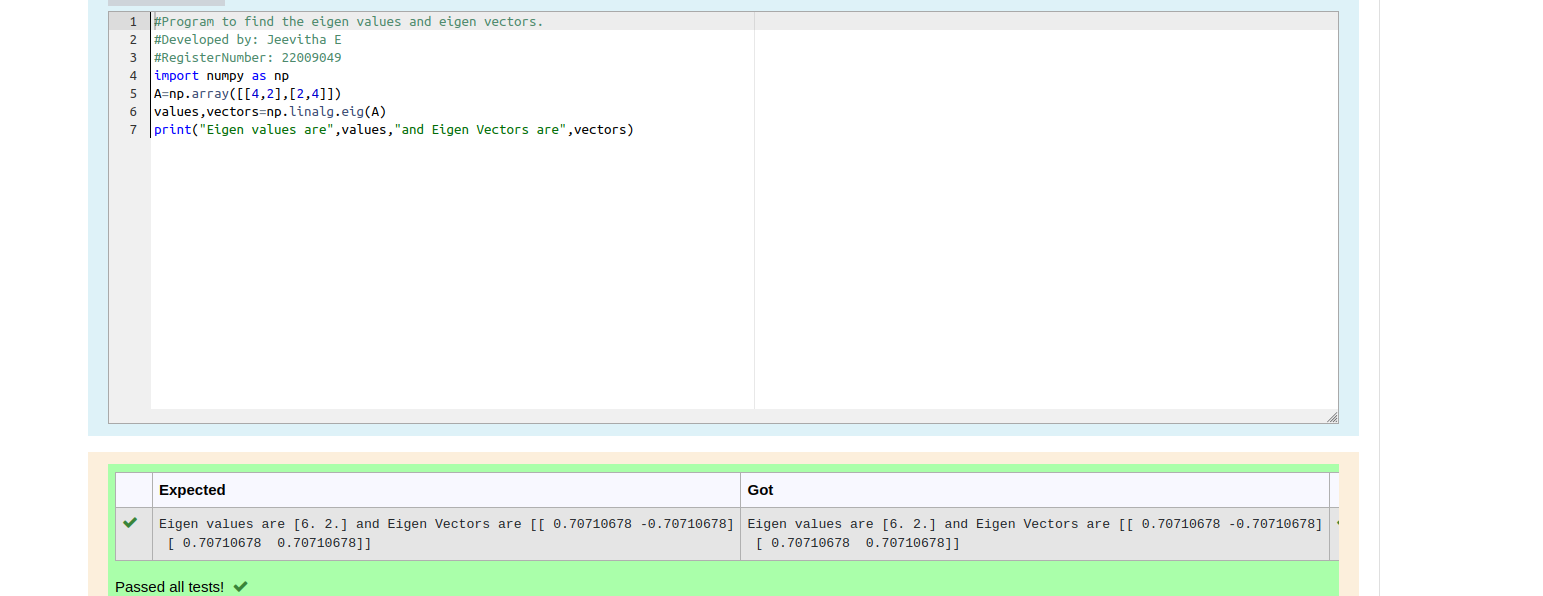 1 #Program to find the eigen values and eigen vectors.
2 #Developed by: Jeevitha E
3 #RegisterNumber: 22009049
4 import numpy as np
5 A=np.array([[4,2],[2,4]])
6 values,vectors=np.linalg.eig(A)
7 print("Eigen values are",values,"and Eigen Vectors are",vectors)
Expected Got
Eigen values are [6. 2.] and Eigen Vectors are [[ 0.70710678 -0.70710678] Eigen values are [6. 2.] and Eigen Vectors are [[ 0.70710678 -0.70710678]
[ 0.70710678  0.70710678]] [ 0.70710678  0.70710678]]
Passed all tests!